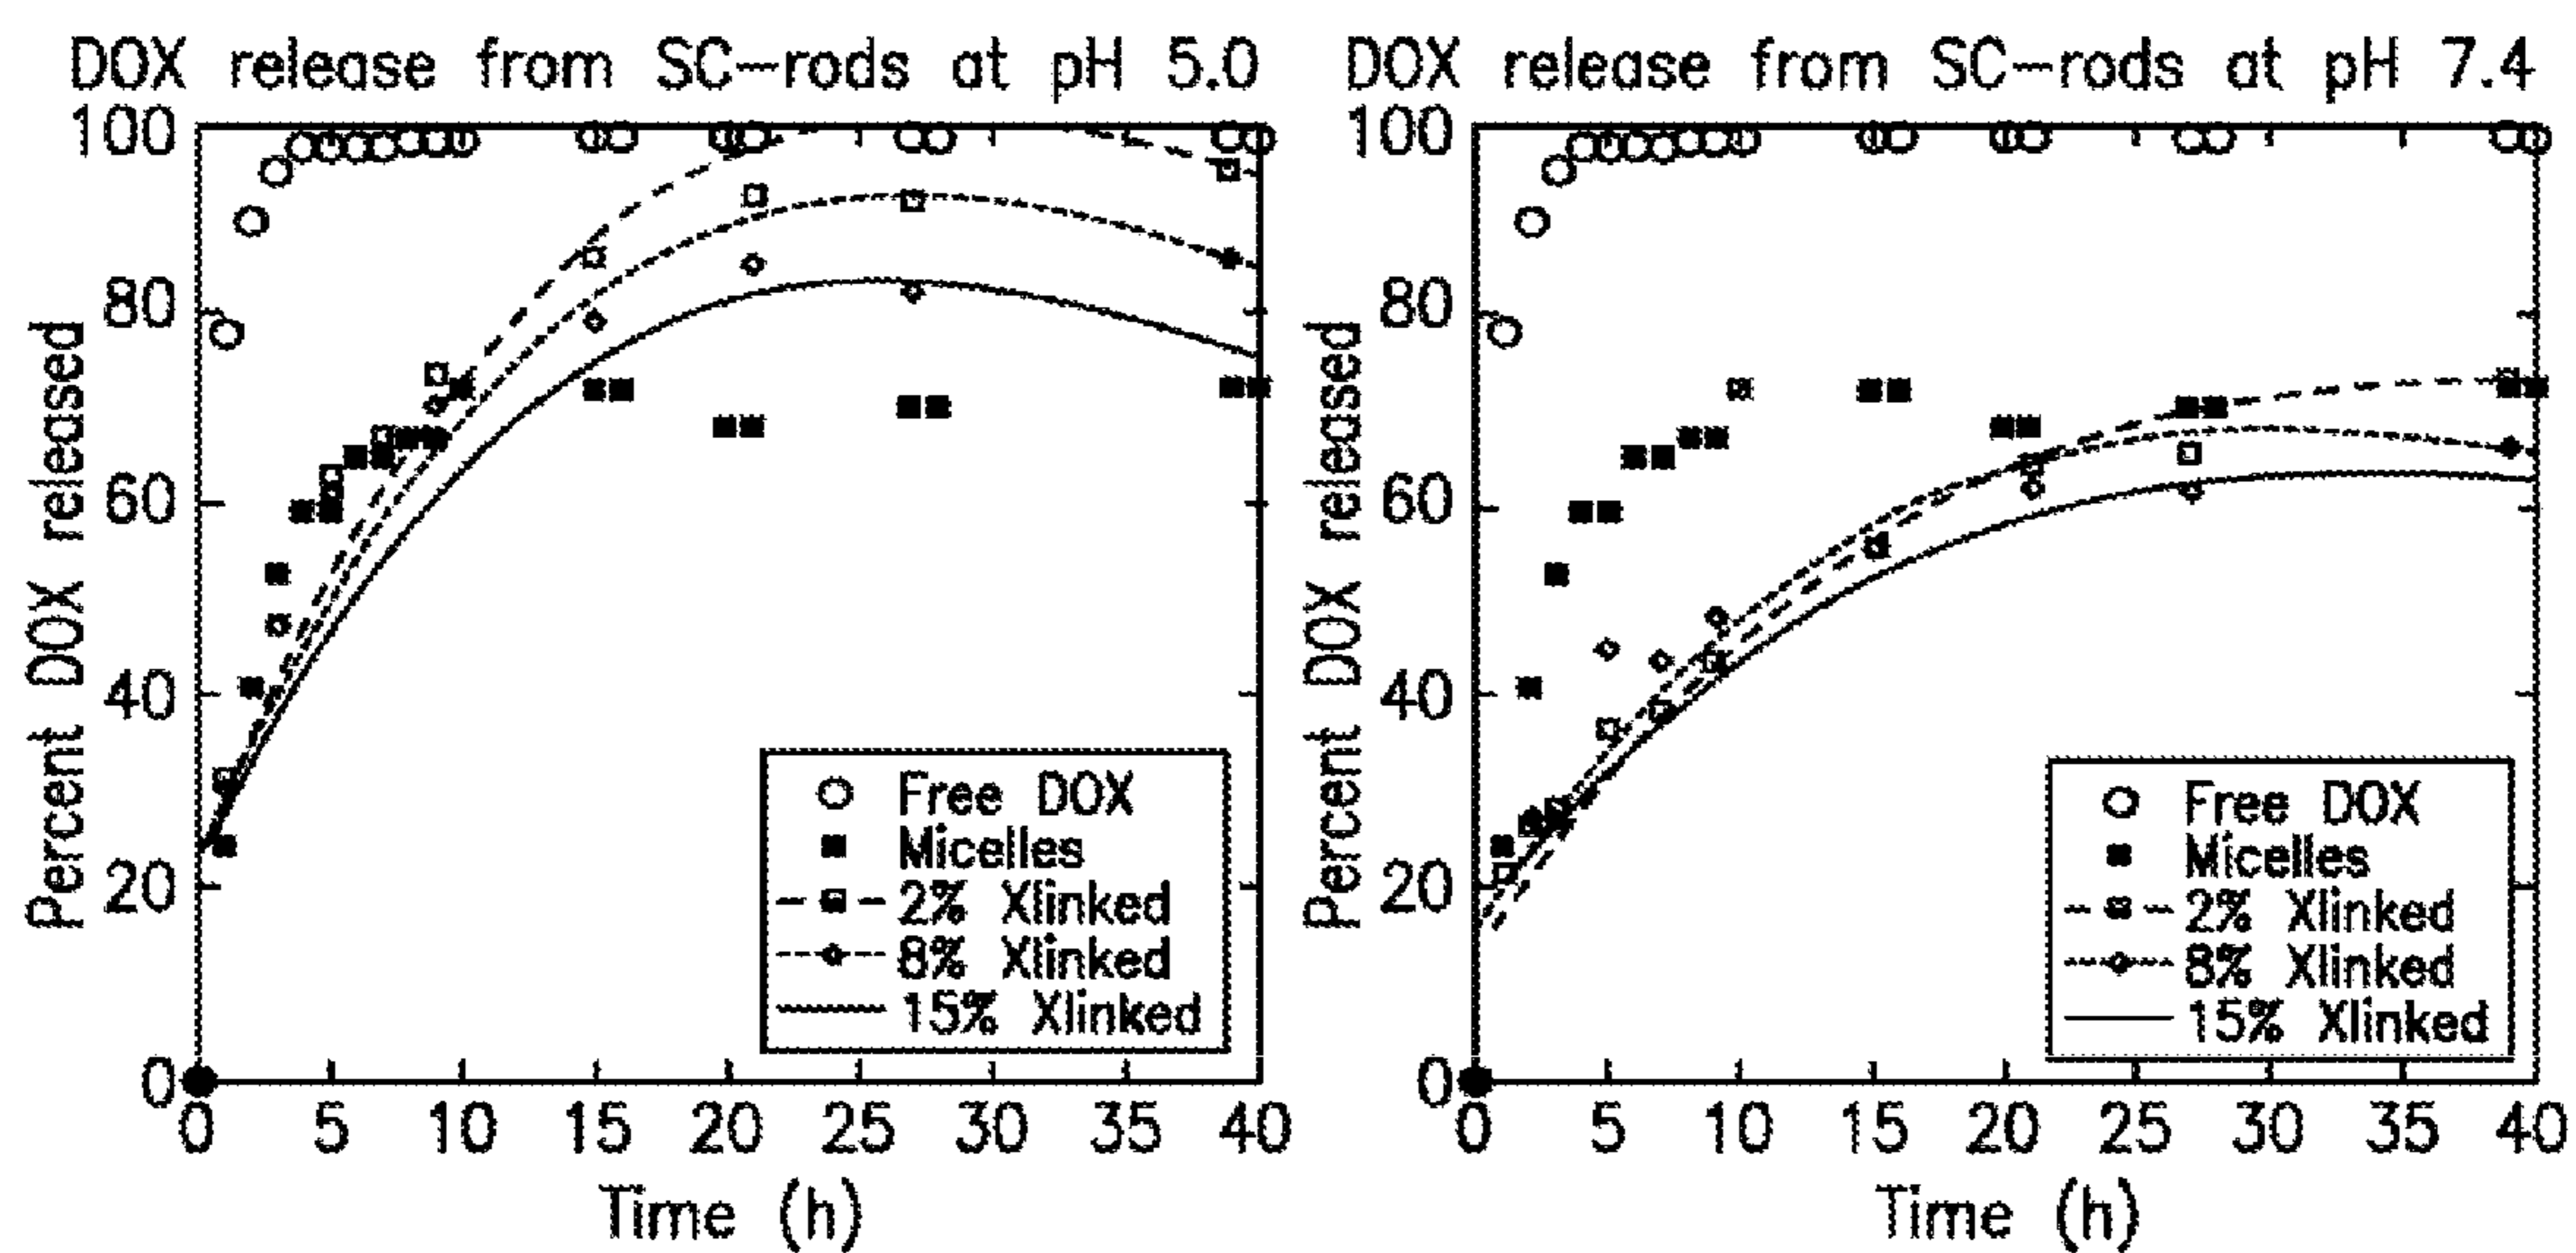 DOX release from SC-rods at pH 5.0
100
80
60
40
20
0
Percent DOX released
Free DOX
Micelles
2% Xlinked
8% Xlinked
15% Xlinked
0 5 10 15 20 25 30 35 40
Time (h)
DOX release from SC-rods at pH 7.4
100
80
60
40
20
0
Percent DOX released
Free DOX
Micelles
2% Xlinked
8% Xlinked
15% Xlinked
0 5 10 15 20 25 30 35 40
Time (h)